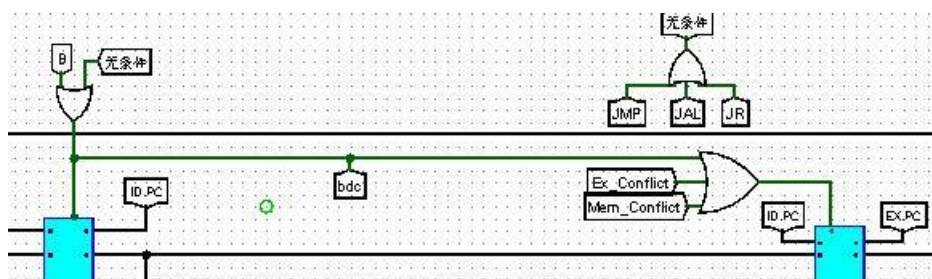 无条件
B
无条件
JMP
JAL
JR
ID.PC
bdc
Ex_Conflict
Mem_Conflict
ID.PC
EX.PC